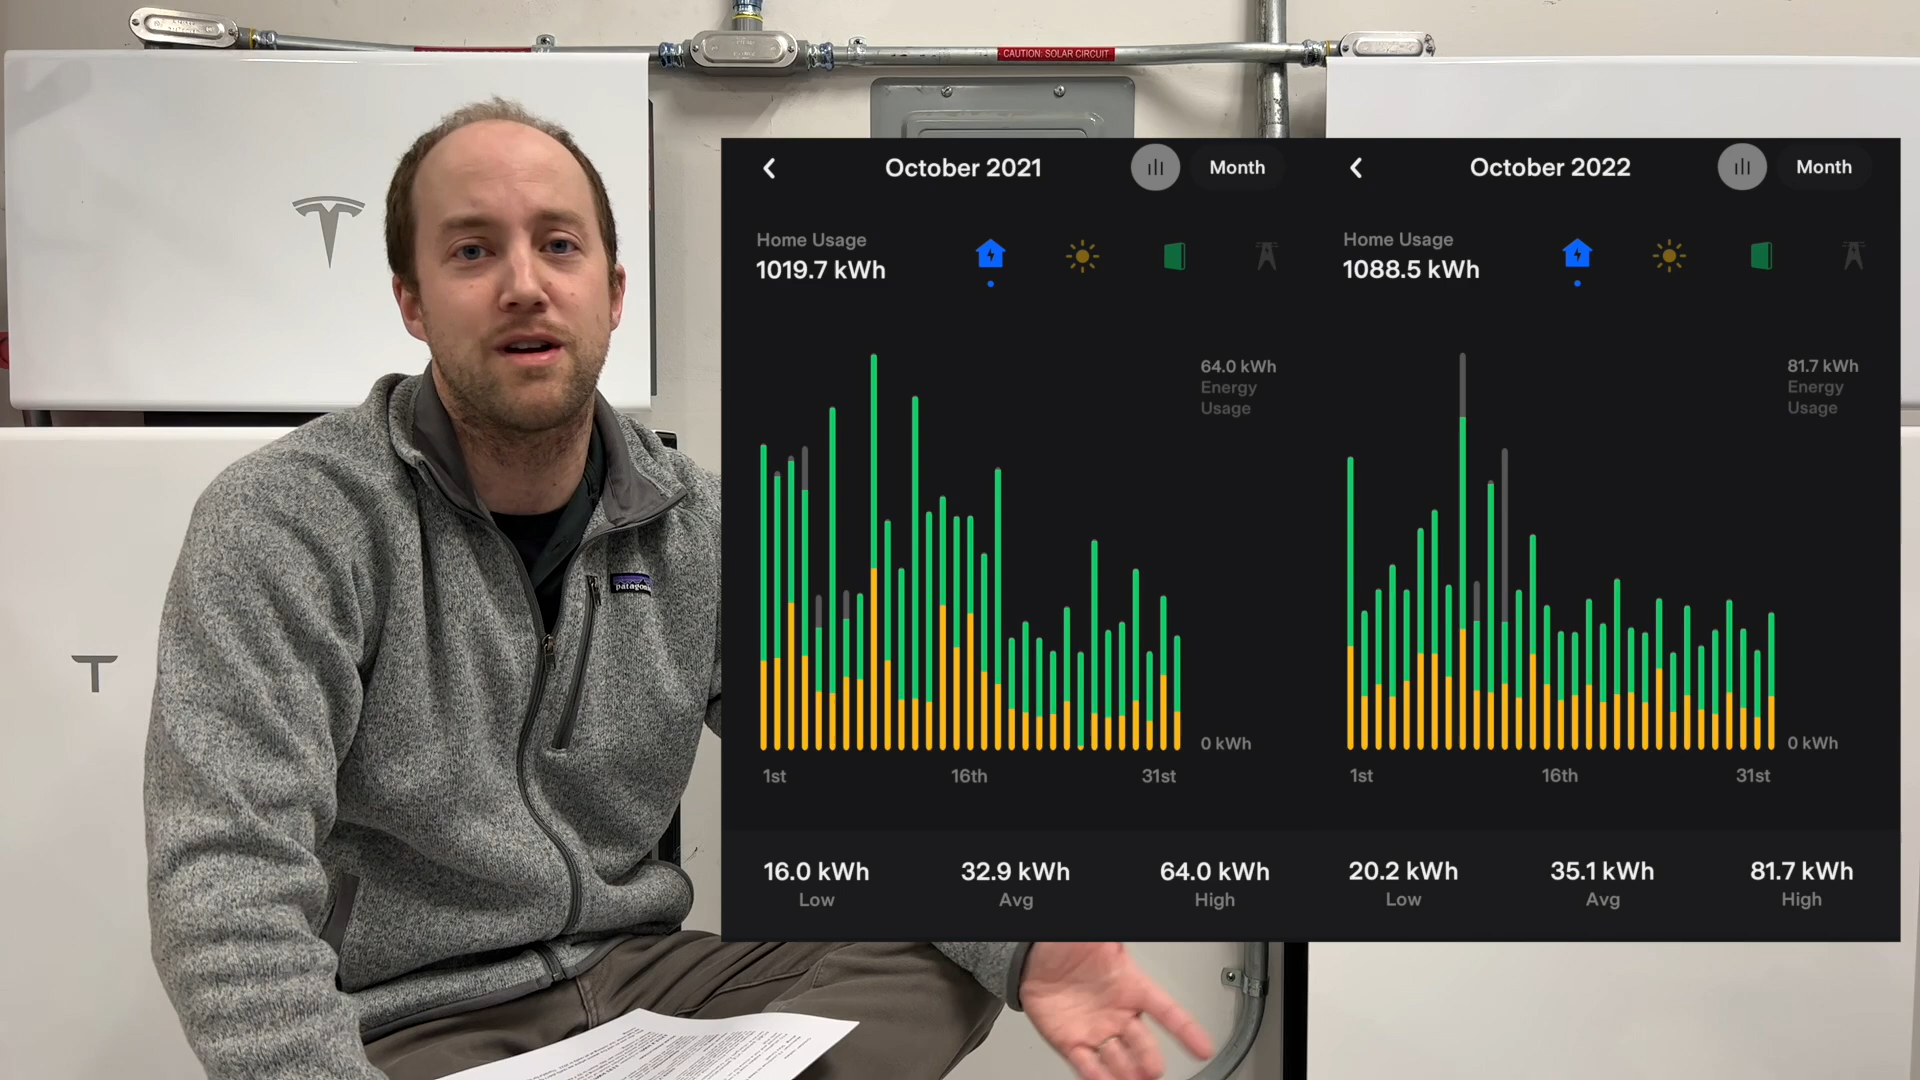 CAUTION: SOLAR CIRCUIT
October 2021
Month
Home Usage
1019.7 kWh
64.0 kWh
Energy
Usage
0 kWh
1st
16th
31st
16.0 kWh
Low
32.9 kWh
Avg
64.0 kWh
High
October 2022
Month
Home Usage
1088.5 kWh
81.7 kWh
Energy
Usage
0 kWh
1st
16th
31st
20.2 kWh
Low
35.1 kWh
Avg
81.7 kWh
High
patagonia